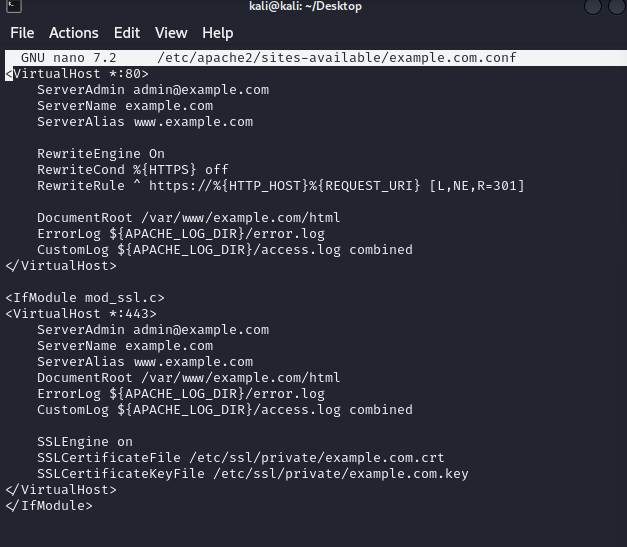 kali@kali: ~/Desktop
File Actions Edit View Help
GNU nano 7.2 /etc/apache2/sites-available/example.com.conf
<VirtualHost *:80>
    ServerAdmin admin@example.com
    ServerName example.com
    ServerAlias www.example.com

    RewriteEngine On
    RewriteCond %{HTTPS} off
    RewriteRule ^ https://%{HTTP_HOST}%{REQUEST_URI} [L,NE,R=301]

    DocumentRoot /var/www/example.com/html
    ErrorLog ${APACHE_LOG_DIR}/error.log
    CustomLog ${APACHE_LOG_DIR}/access.log combined
</VirtualHost>

<IfModule mod_ssl.c>
<VirtualHost *:443>
    ServerAdmin admin@example.com
    ServerName example.com
    ServerAlias www.example.com
    DocumentRoot /var/www/example.com/html
    ErrorLog ${APACHE_LOG_DIR}/error.log
    CustomLog ${APACHE_LOG_DIR}/access.log combined

    SSLEngine on
    SSLCertificateFile /etc/ssl/private/example.com.crt
    SSLCertificateKeyFile /etc/ssl/private/example.com.key
</VirtualHost>
</IfModule>